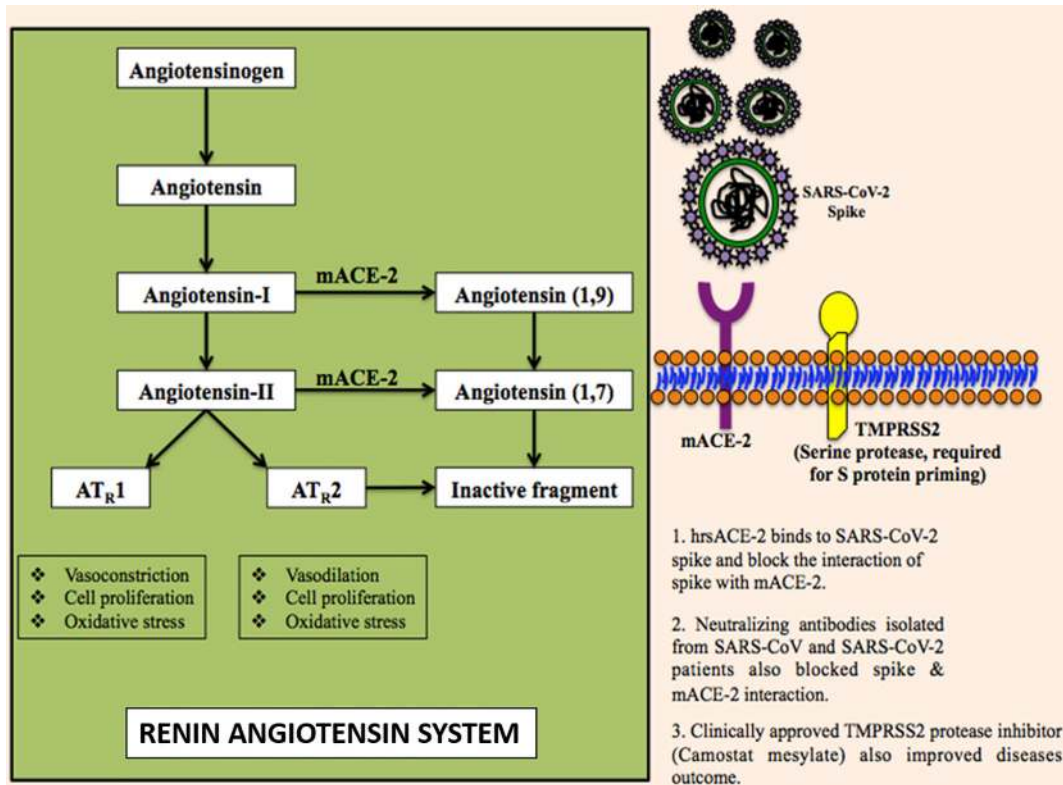 Angiotensinogen
Angiotensin
Angiotensin-I
mACE-2
Angiotensin (1,9)
Angiotensin-II
mACE-2
Angiotensin (1,7)
ATR1
ATR2
Inactive fragment
❖ Vasoconstriction
❖ Cell proliferation
❖ Oxidative stress
❖ Vasodilation
❖ Cell proliferation
❖ Oxidative stress
RENIN ANGIOTENSIN SYSTEM
SARS-CoV-2
Spike
mACE-2
TMPRSS2
(Serine protease, required
for S protein priming)
1. hrsACE-2 binds to SARS-CoV-2
spike and block the interaction of
spike with mACE-2.
2. Neutralizing antibodies isolated
from SARS-CoV and SARS-CoV-2
patients also blocked spike &
mACE-2 interaction.
3. Clinically approved TMPRSS2 protease inhibitor
(Camostat mesylate) also improved diseases
outcome.